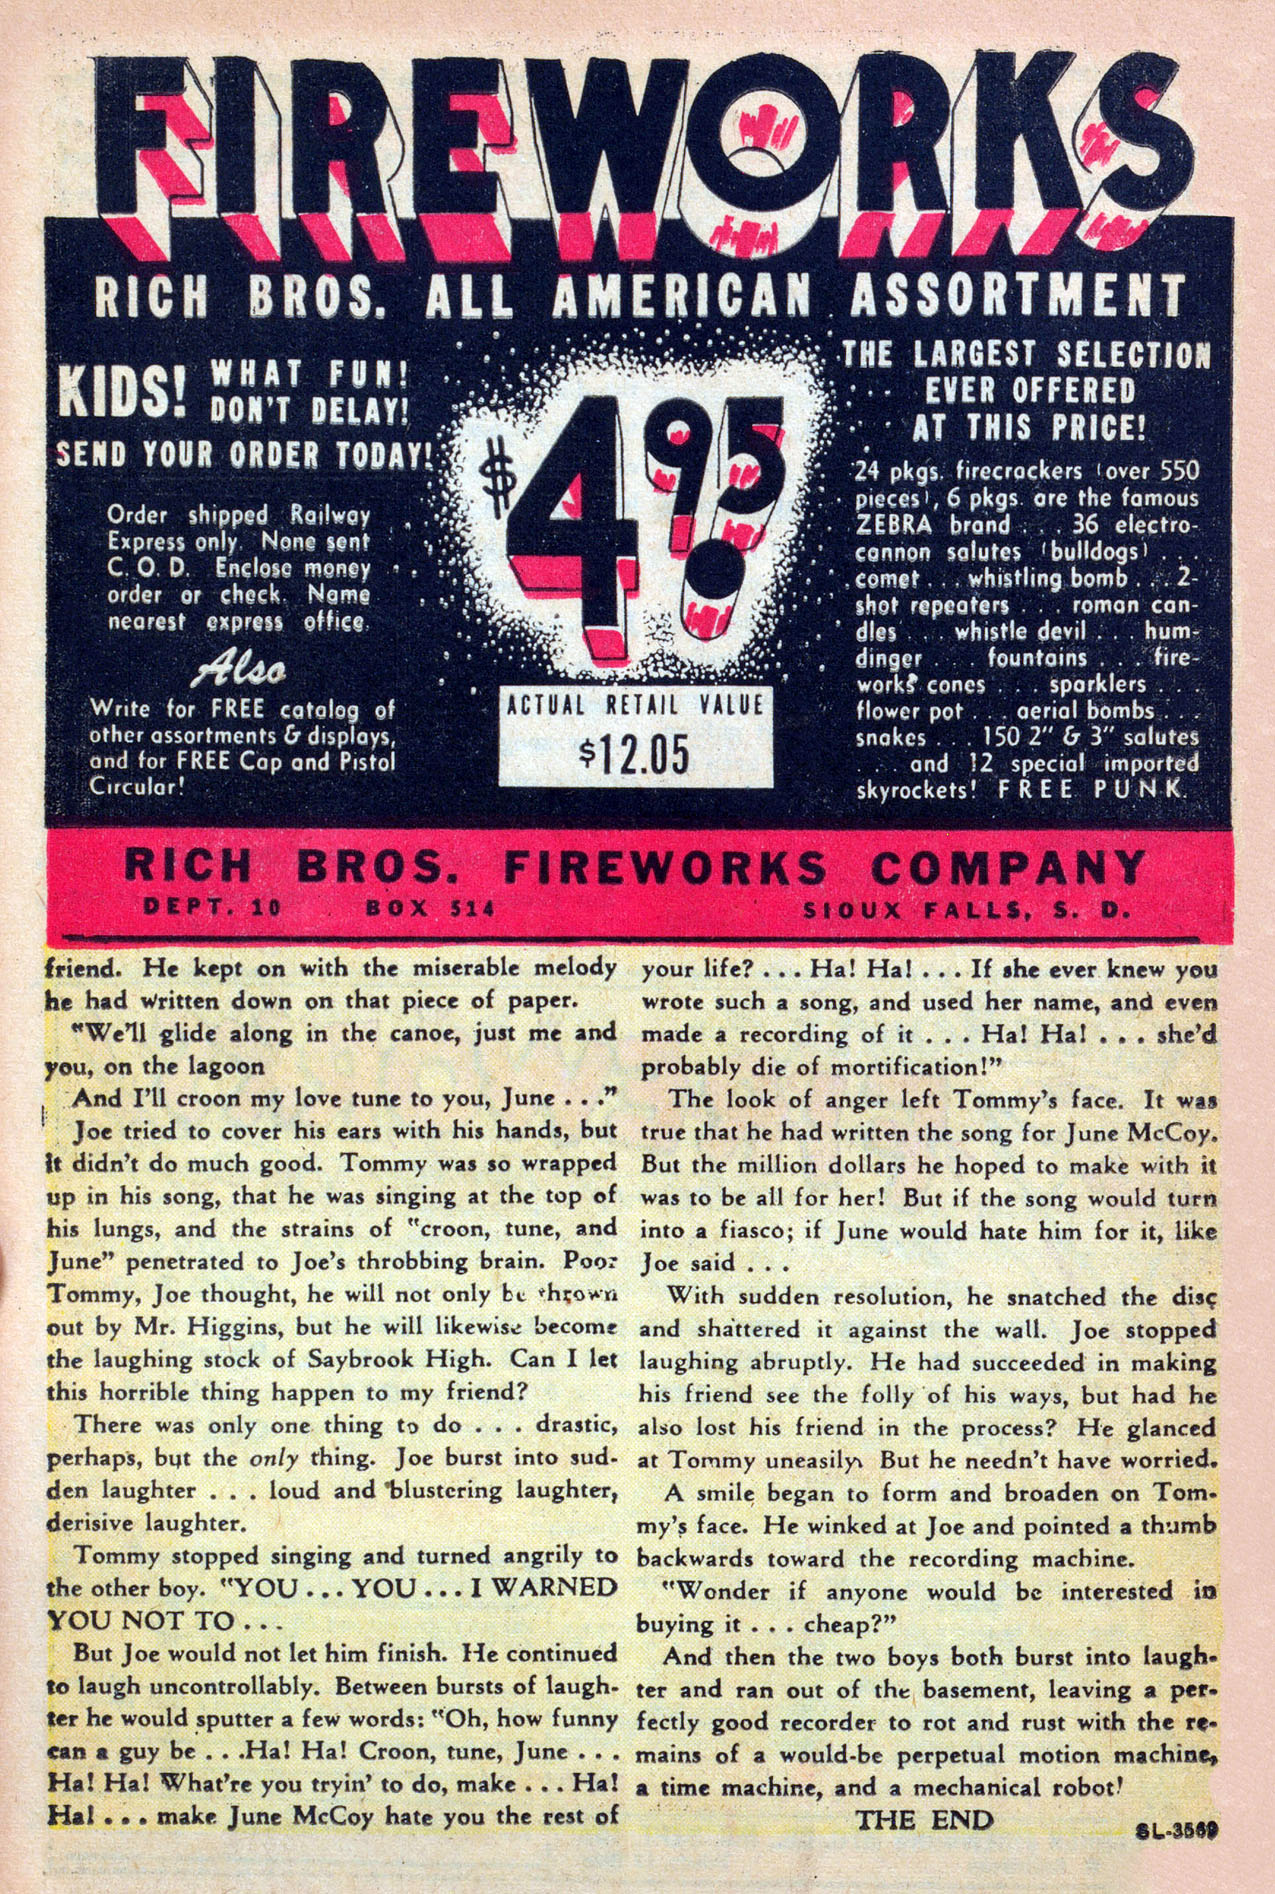 FIREWORKS
RICH BROS. ALL AMERICAN ASSORTMENT
KIDS! WHAT FUN!
DON'T DELAY!
SEND YOUR ORDER TODAY!
Order shipped Railway
Express only. None sent
C. O. D. Enclose money
order or check. Name
nearest express office.
Also
Write for FREE catalog of
other assortments & displays,
and for FREE Cap and Pistol
Circular!
$4.95
ACTUAL RETAIL VALUE
$12.05
THE LARGEST SELECTION
EVER OFFERED
AT THIS PRICE!
24 pkgs. firecrackers (over 550
pieces), 6 pkgs. are the famous
ZEBRA brand . . . 36 electro-
cannon salutes (bulldogs) . . .
comet . . . whistling bomb . . . 2-
shot repeaters . . . roman can-
dles . . . whistle devil . . . hum-
dinger . . . fountains . . . fire-
works cones . . . sparklers . . .
flower pot . . . aerial bombs . . .
snakes . . . 150 2" & 3" salutes
. . . and 12 special imported
skyrockets! FREE PUNK.
RICH BROS. FIREWORKS COMPANY
DEPT. 10 BOX 514 SIOUX FALLS, S. D.
friend. He kept on with the miserable melody
he had written down on that piece of paper.
"We'll glide along in the canoe, just me and
you, on the lagoon
And I'll croon my love tune to you, June . . ."
Joe tried to cover his ears with his hands, but
it didn't do much good. Tommy was so wrapped
up in his song, that he was singing at the top of
his lungs, and the strains of "croon, tune, and
June" penetrated to Joe's throbbing brain. Poor
Tommy, Joe thought, he will not only be thrown
out by Mr. Higgins, but he will likewise become
the laughing stock of Saybrook High. Can I let
this horrible thing happen to my friend?
There was only one thing to do . . . drastic,
perhaps, but the only thing. Joe burst into sud-
den laughter . . . loud and blustering laughter,
derisive laughter.
Tommy stopped singing and turned angrily to
the other boy. "YOU . . . YOU . . . I WARNED
YOU NOT TO . . .
But Joe would not let him finish. He continued
to laugh uncontrollably. Between bursts of laugh-
ter he would sputter a few words: "Oh, how funny
can a guy be . . .Ha! Ha! Croon, tune, June . . .
Ha! Ha! What're you tryin' to do, make . . . Ha!
Ha! . . . make June McCoy hate you the rest of
your life? . . . Ha! Ha! . . . If she ever knew you
wrote such a song, and used her name, and even
made a recording of it . . . Ha! Ha! . . . she'd
probably die of mortification!"
The look of anger left Tommy's face. It was
true that he had written the song for June McCoy.
But the million dollars he hoped to make with it
was to be all for her! But if the song would turn
into a fiasco; if June would hate him for it, like
Joe said . . .
With sudden resolution, he snatched the disc
and shattered it against the wall. Joe stopped
laughing abruptly. He had succeeded in making
his friend see the folly of his ways, but had he
also lost his friend in the process? He glanced
at Tommy uneasily. But he needn't have worried.
A smile began to form and broaden on Tom-
my's face. He winked at Joe and pointed a thumb
backwards toward the recording machine.
"Wonder if anyone would be interested in
buying it . . . cheap?"
And then the two boys both burst into laugh-
ter and ran out of the basement, leaving a per-
fectly good recorder to rot and rust with the re-
mains of a would-be perpetual motion machine,
a time machine, and a mechanical robot!
THE END
SL-3569